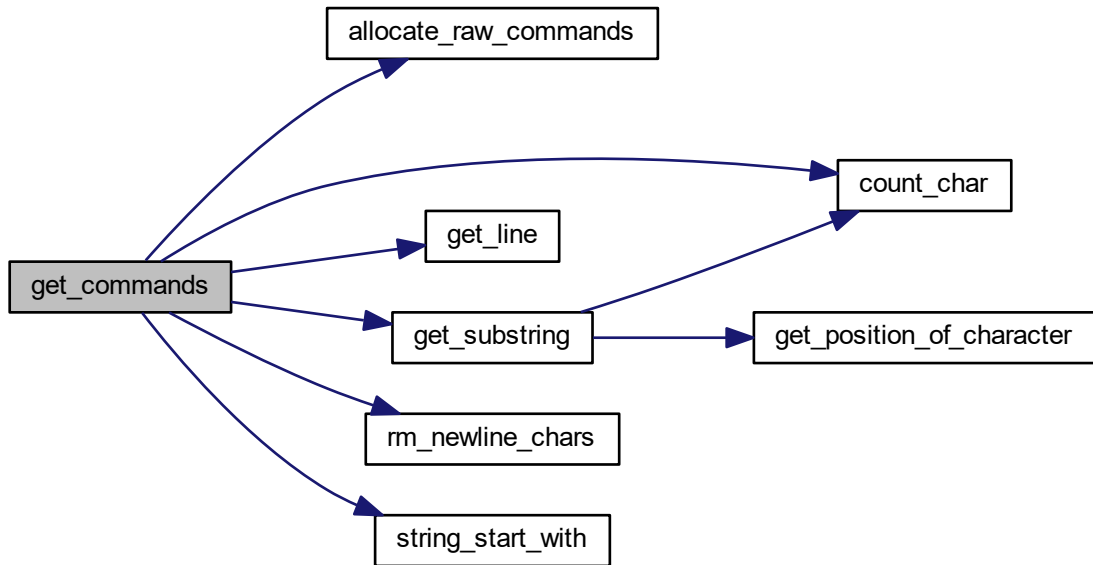 allocate_raw_commands
count_char
get_line
get_commands
get_substring
get_position_of_character
rm_newline_chars
string_start_with